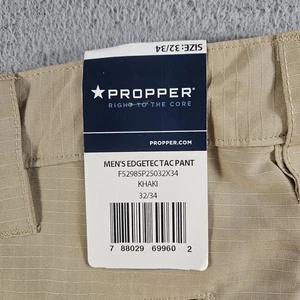 SIZE: 32/34
PROPPER
RIGHT TO THE CORE
PROPPER.COM
MEN'S EDGETEC TAC PANT
F5298SP25032X34
KHAKI
32/34
7 88029 69960 2